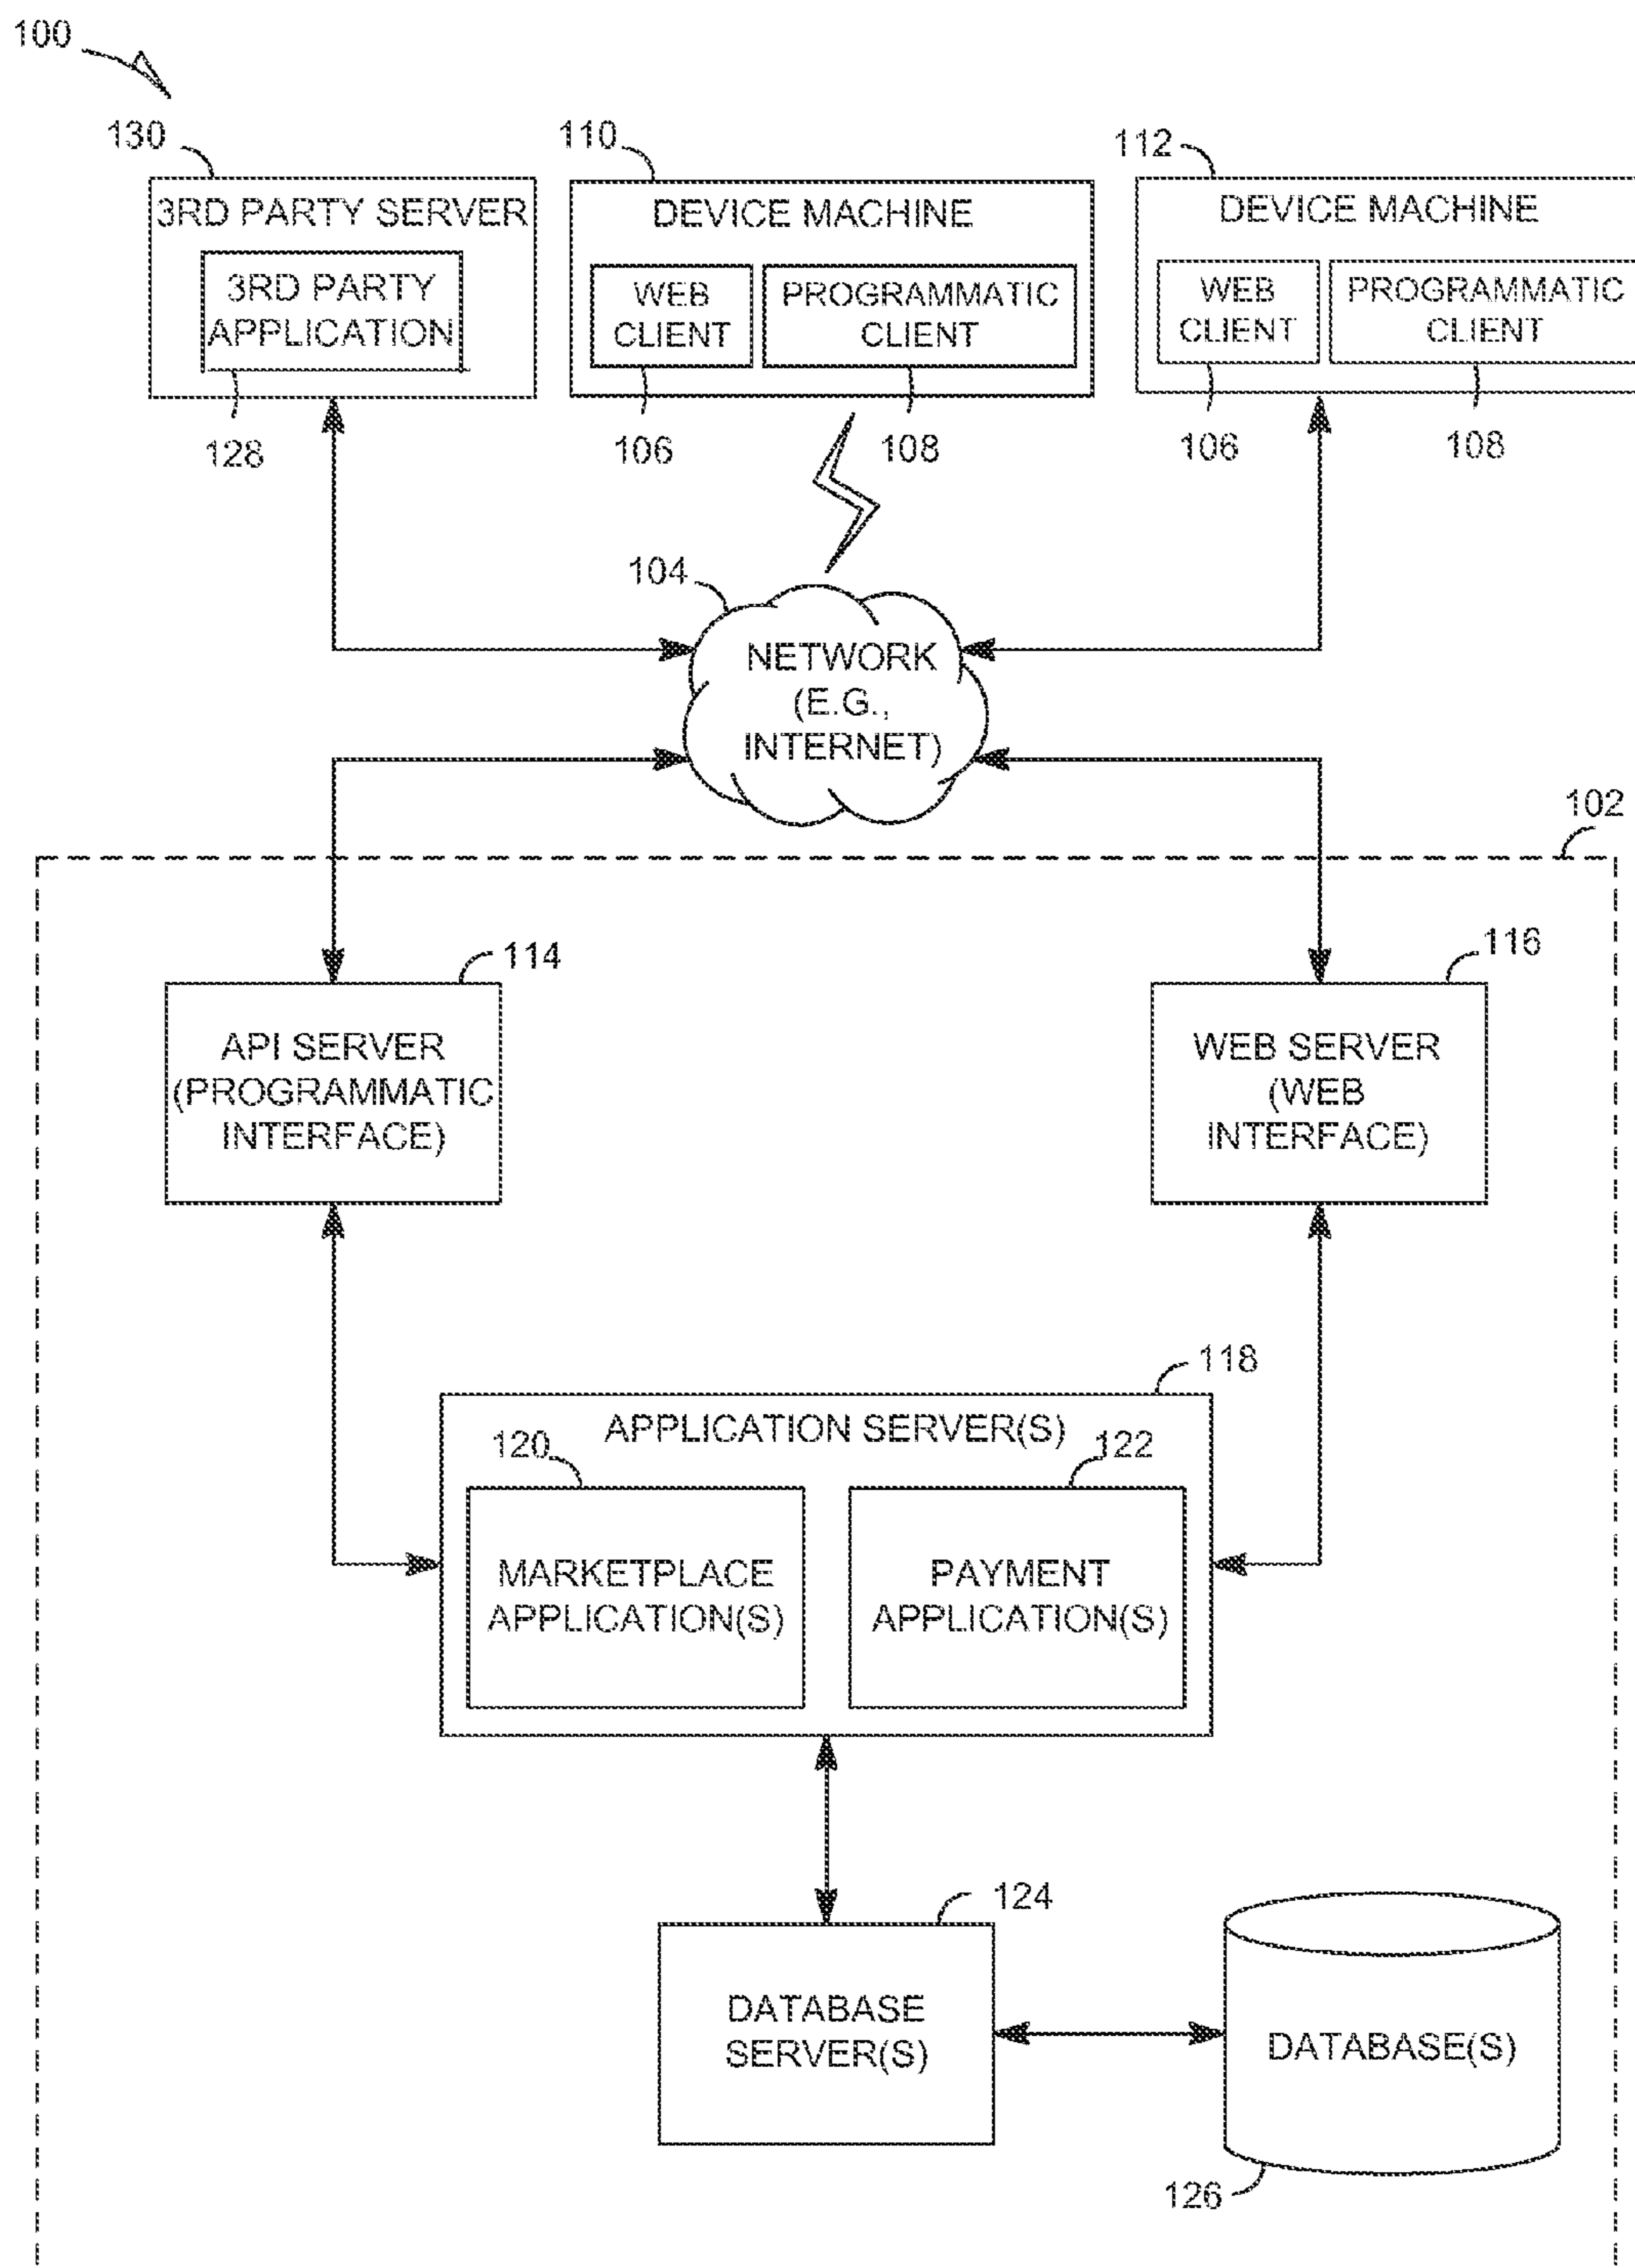 100
130
110
112
3RD PARTY SERVER
3RD PARTY
APPLICATION
128
DEVICE MACHINE
WEB
CLIENT
PROGRAMMATIC
CLIENT
106
108
DEVICE MACHINE
WEB
CLIENT
PROGRAMMATIC
CLIENT
106
108
104
NETWORK
(E.G.,
INTERNET)
102
114
API SERVER
(PROGRAMMATIC
INTERFACE)
116
WEB SERVER
(WEB
INTERFACE)
118
APPLICATION SERVER(S)
120
MARKETPLACE
APPLICATION(S)
122
PAYMENT
APPLICATION(S)
124
DATABASE
SERVER(S)
DATABASE(S)
126